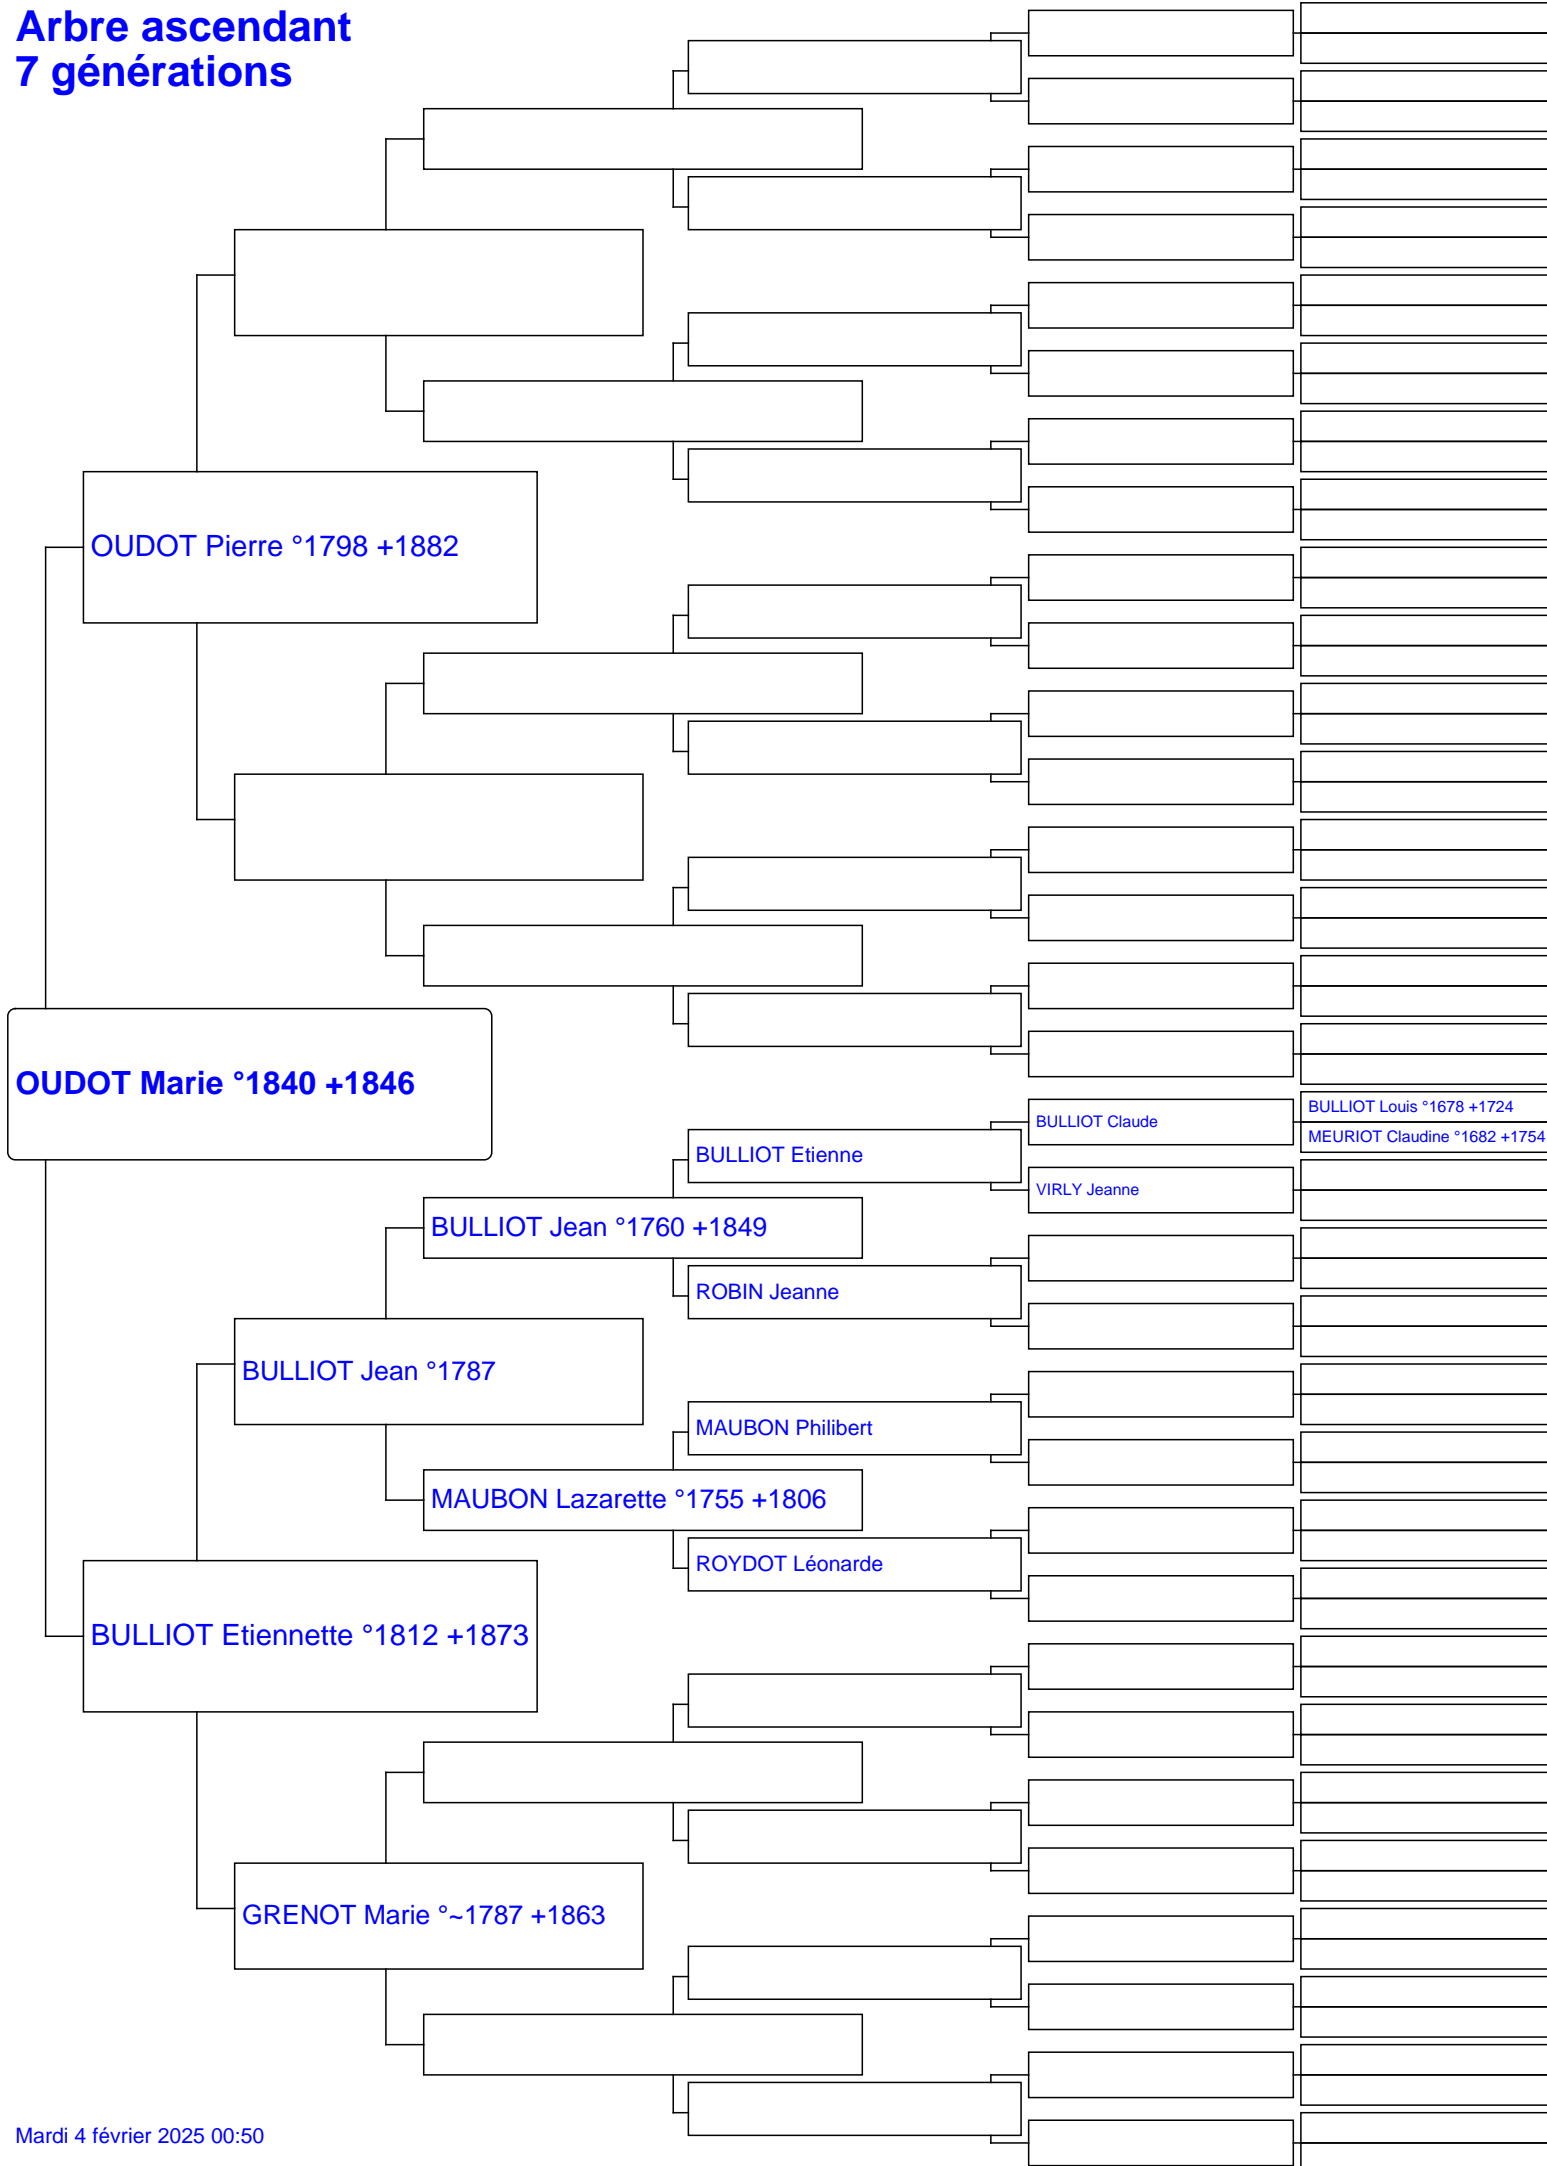 Arbre ascendant
7 générations
OUDOT Pierre °1798 +1882
OUDOT Marie °1840 +1846
BULLIOT Claude
BULLIOT Louis °1678 +1724
MEURIOT Claudine °1682 +1754
BULLIOT Etienne
VIRLY Jeanne
BULLIOT Jean °1760 +1849
ROBIN Jeanne
BULLIOT Jean °1787
MAUBON Philibert
MAUBON Lazarette °1755 +1806
ROYDOT Léonarde
BULLIOT Etiennette °1812 +1873
GRENOT Marie °~1787 +1863
Mardi 4 février 2025 00:50